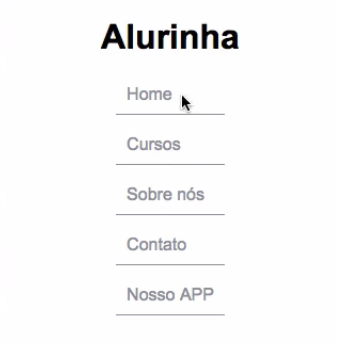 Alurinha
Home
Cursos
Sobre nós
Contato
Nosso APP